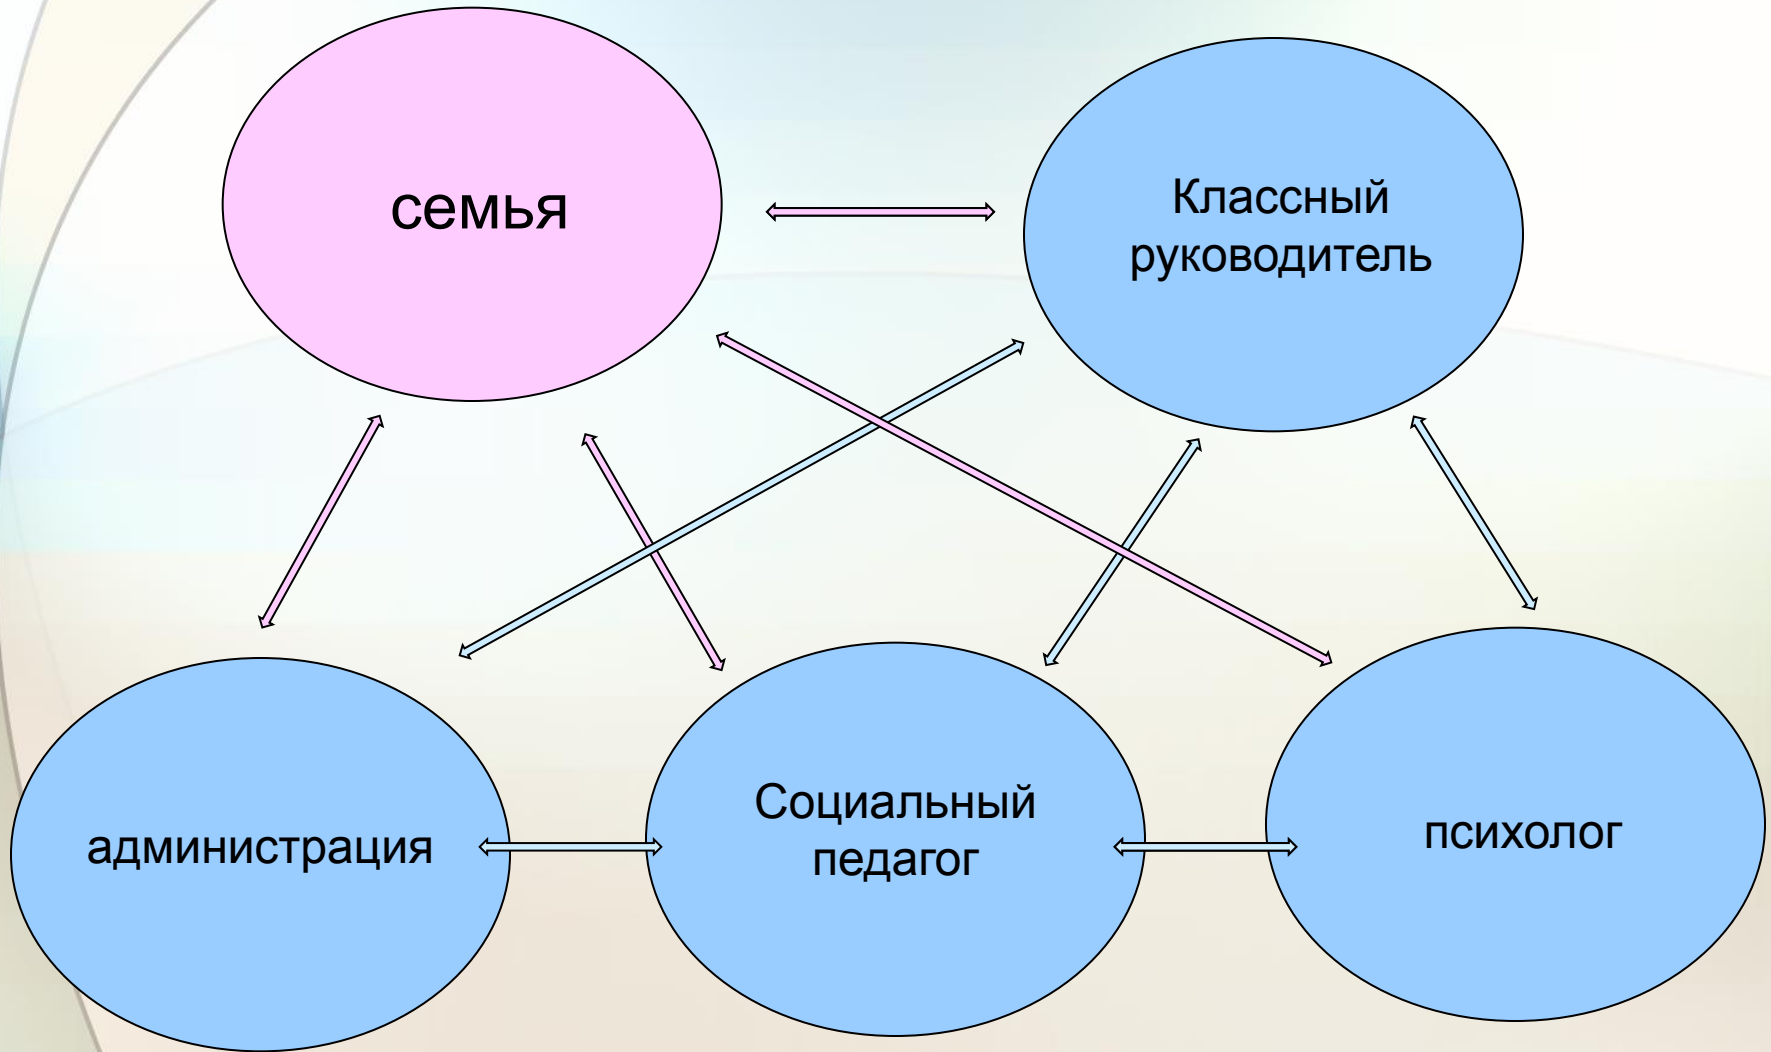 семья
Классный
руководитель
администрация
Социальный
педагог
психолог